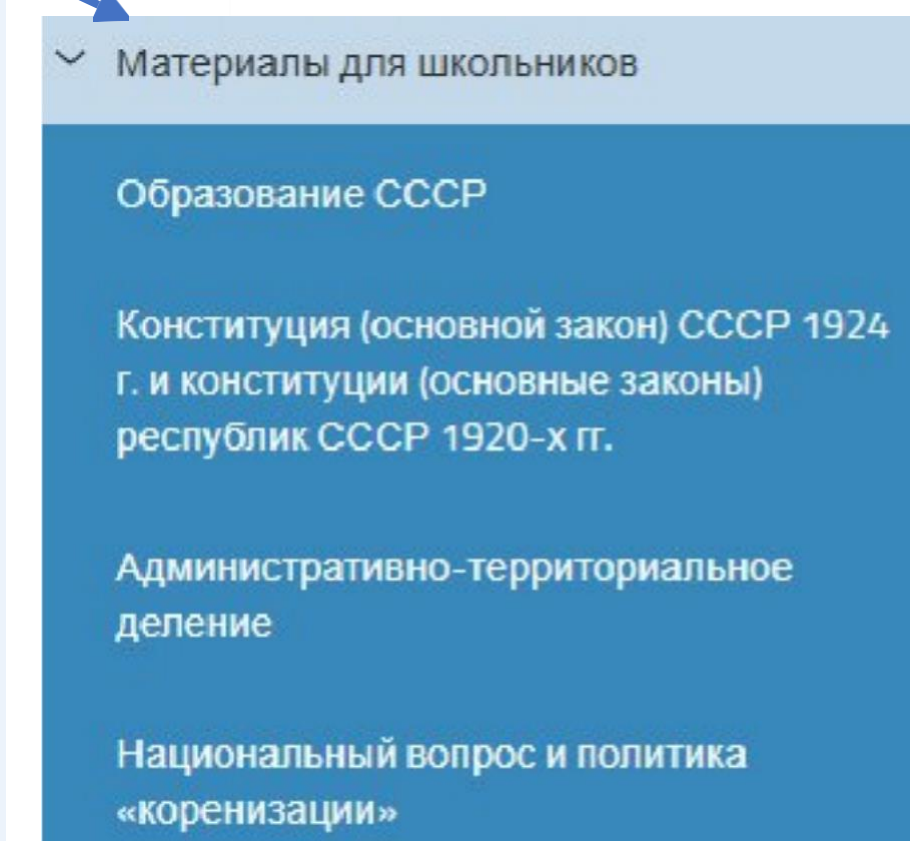 Материалы для школьников
Образование СССР
Конституция (основной закон) СССР 1924
г. и конституции (основные законы)
республик СССР 1920-х гг.
Административно-территориальное
деление
Национальный вопрос и политика
«коренизации»